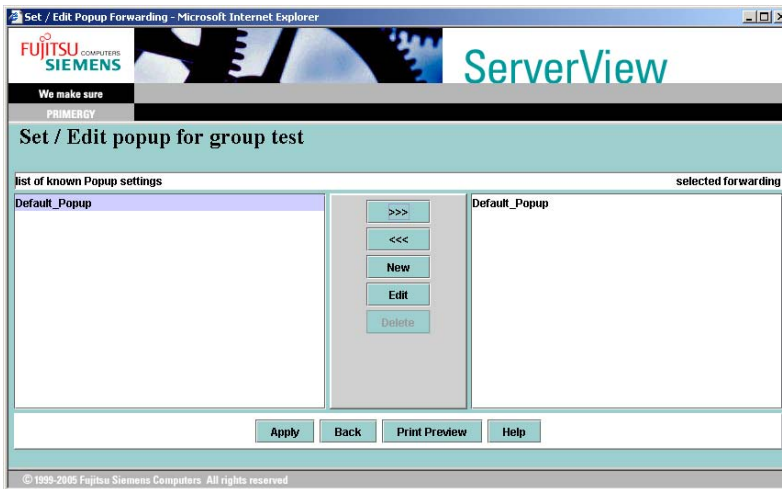 Set / Edit Popup Forwarding - Microsoft Internet Explorer
FUJITSU COMPUTERS
SIEMENS
ServerView
We make sure
PRIMERGY
Set / Edit popup for group test
list of known Popup settings
selected forwarding
Default_Popup
>>>
<<<
New
Edit
Delete
Default_Popup
Apply
Back
Print Preview
Help
© 1999-2005 Fujitsu Siemens Computers All rights reserved